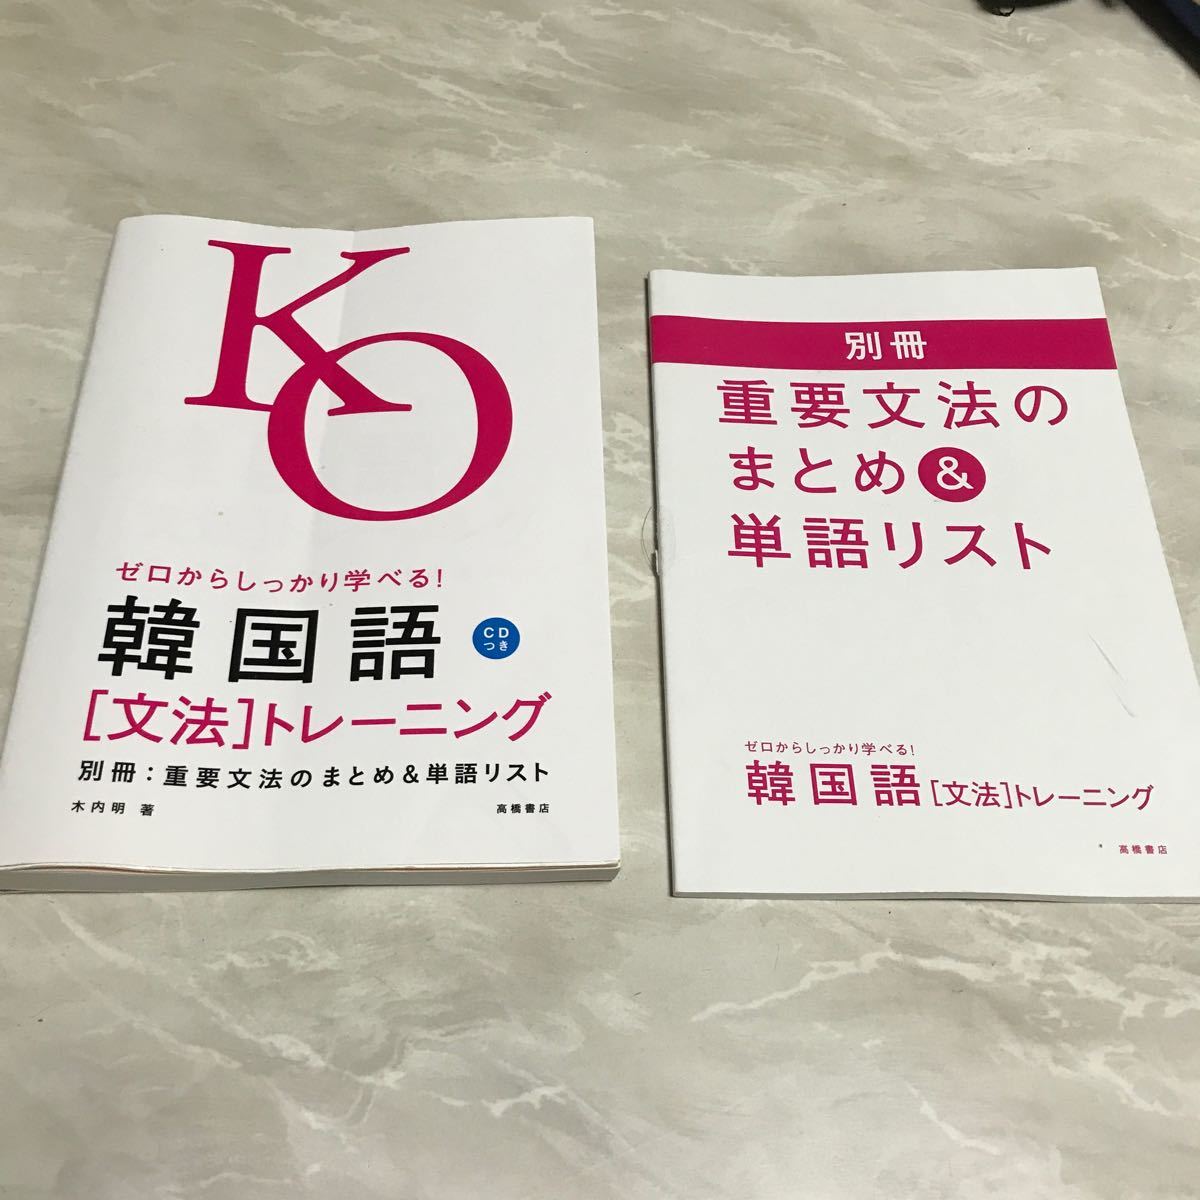 KO
ゼロからしっかり学べる!
韓国語
CD
つき
[文法]トレーニング
別冊:重要文法のまとめ&単語リスト
木内明 著
高橋書店
別冊
重要文法の
まとめ&
単語リスト
ゼロからしっかり学べる!
韓国語[文法]トレーニング
高橋書店